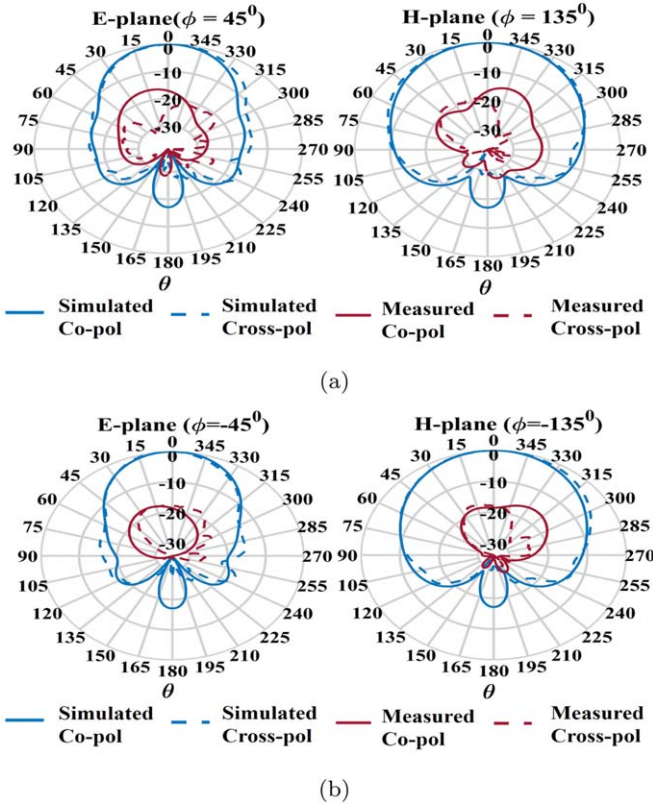 E-plane(ϕ = 45⁰) H-plane (ϕ = 135⁰)
0 15 30 45 60 75 90 105 120 135 150 165 180 195 210 225 240 255 270 285 300 315 330 345
0 -10 -20 -30
θ
0 15 30 45 60 75 90 105 120 135 150 165 180 195 210 225 240 255 270 285 300 315 330 345
0 -10 -20 -30
θ
Simulated Co-pol
Simulated Cross-pol
Measured Co-pol
Measured Cross-pol
(a)
E-plane (ϕ=-45⁰) H-plane (ϕ=-135⁰)
0 15 30 45 60 75 90 105 120 135 150 165 180 195 210 225 240 255 270 285 300 315 330 345
0 -10 -20 -30
θ
0 15 30 45 60 75 90 105 120 135 150 165 180 195 210 225 240 255 270 285 300 315 330 345
0 -10 -20 -30
θ
Simulated Co-pol
Simulated Cross-pol
Measured Co-pol
Measured Cross-pol
(b)